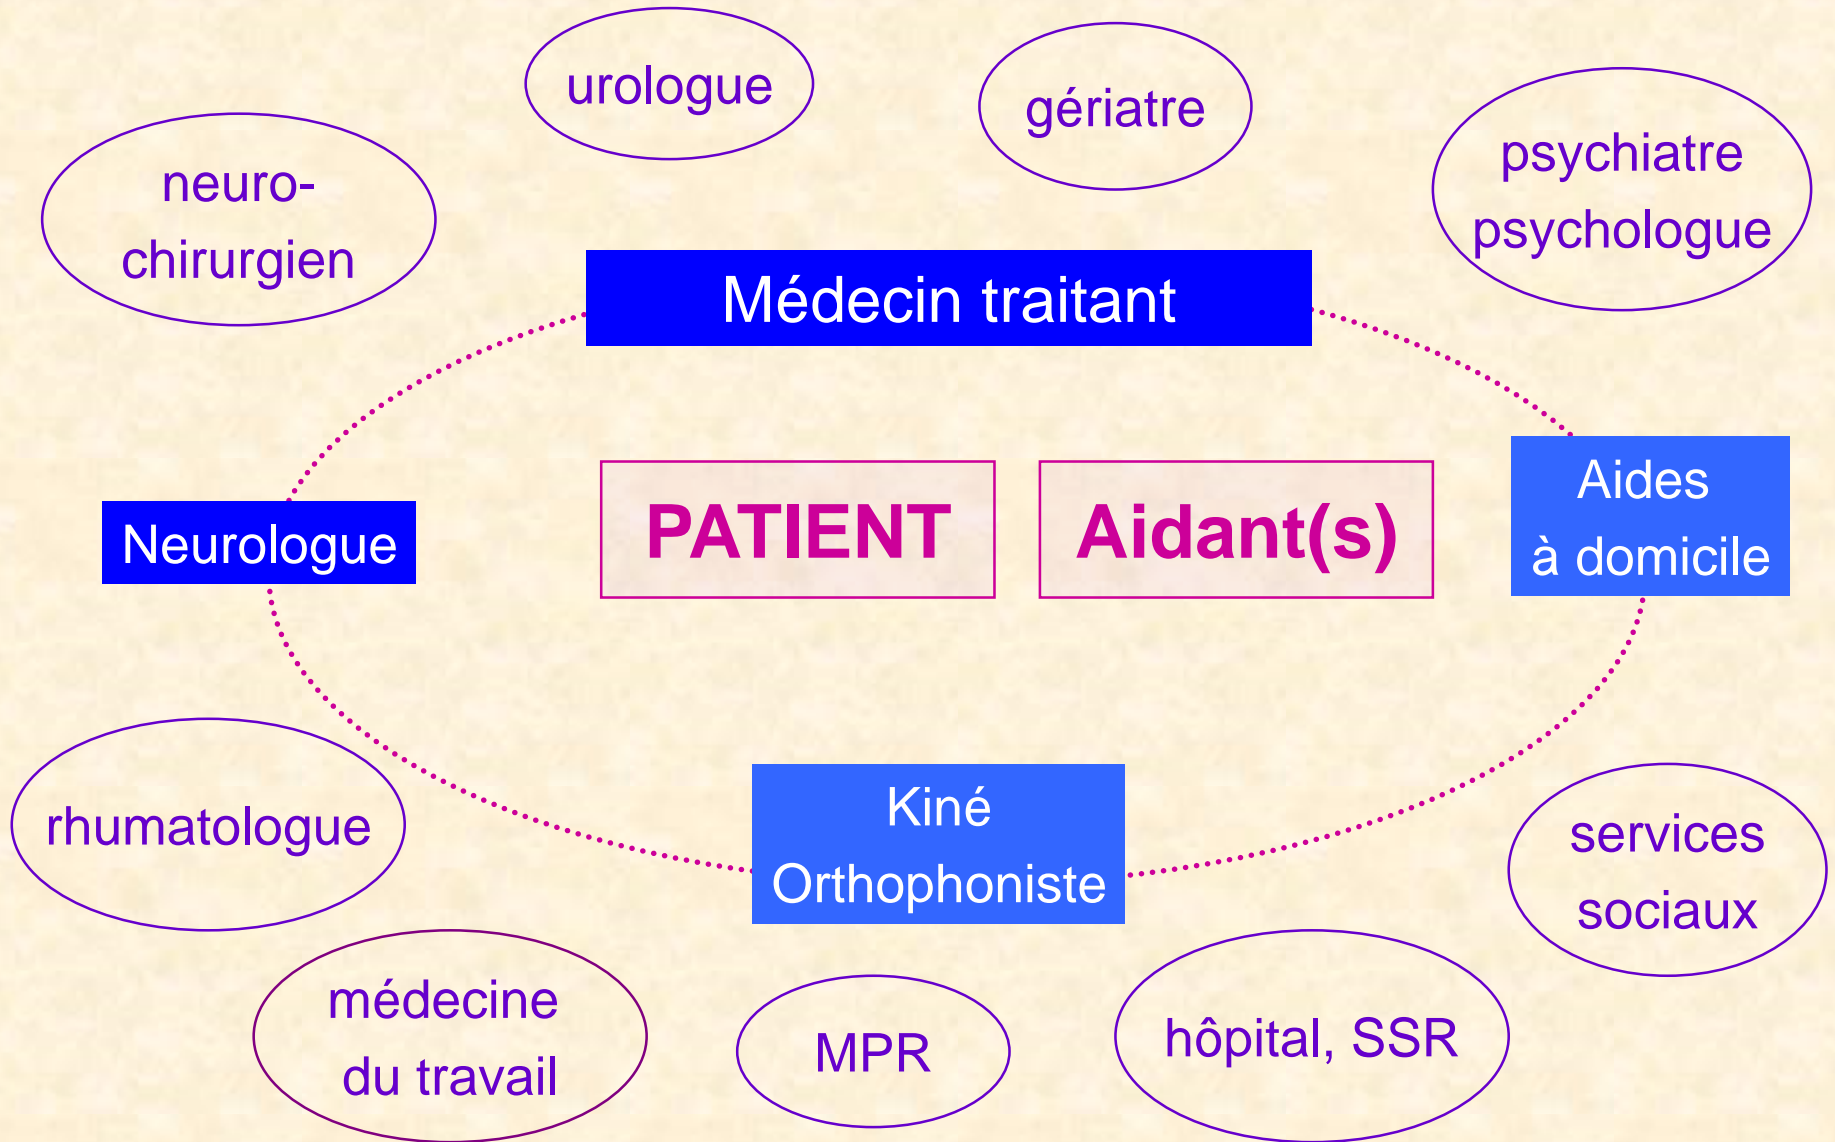 urologue
gériatre
neuro-
chirurgien
psychiatre
psychologue
Médecin traitant
Neurologue
PATIENT
Aidant(s)
Aides
à domicile
rhumatologue
Kiné
Orthophoniste
services
sociaux
médecine
du travail
MPR
hôpital, SSR